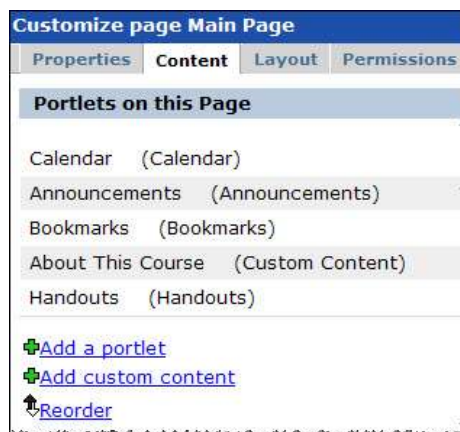 Customize page Main Page
Properties Content Layout Permissions
Portlets on this Page
Calendar (Calendar)
Announcements (Announcements)
Bookmarks (Bookmarks)
About This Course (Custom Content)
Handouts (Handouts)
Add a portlet
Add custom content
Reorder